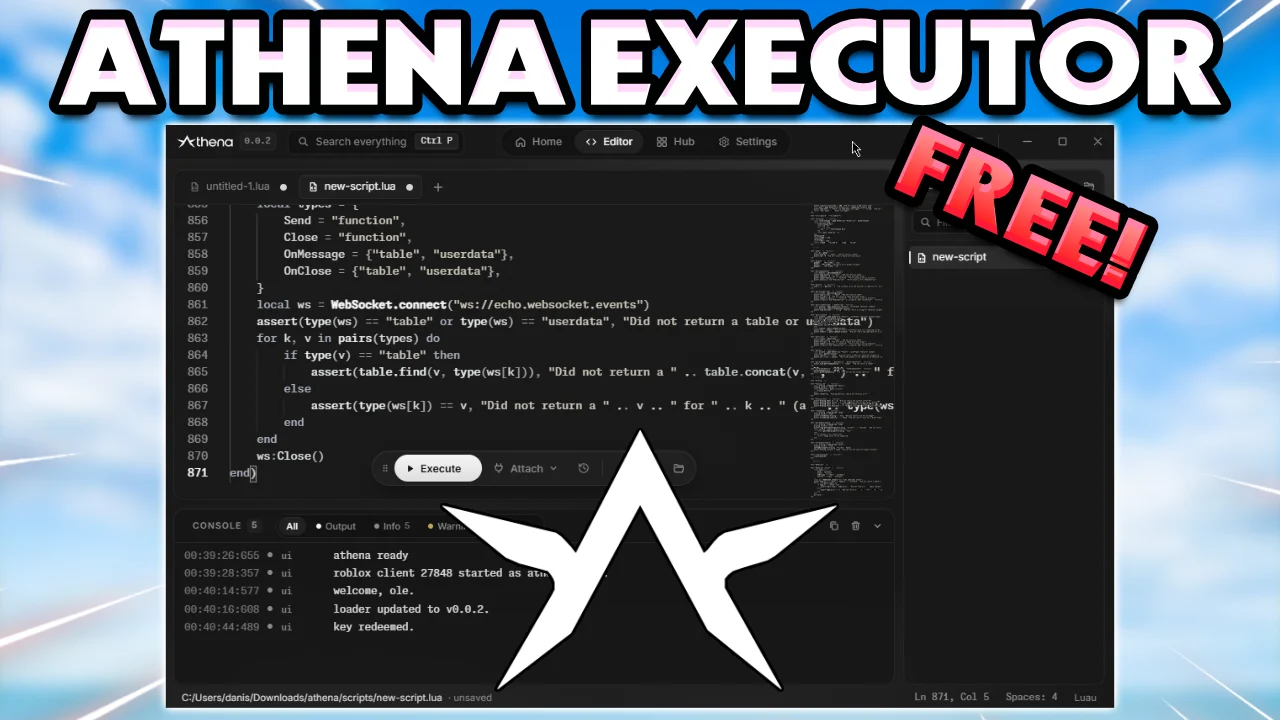 ATHENA EXECUTOR
FREE!
Athena 0.0.2 Search everything Ctrl P Home Editor Hub Settings
untitled-1.lua new-script.lua +
856 Send = "function",
857 Close = "function",
858 OnMessage = {"table", "userdata"},
859 OnClose = {"table", "userdata"},
860 }
861 local ws = WebSocket.connect("ws://echo.websocket.events")
862 assert(type(ws) == "table" or type(ws) == "userdata", "Did not return a table or userdata")
863 for k, v in pairs(types) do
864 if type(v) == "table" then
865 assert(table.find(v, type(ws[k])), "Did not return a " .. table.concat(v,
866 else
867 assert(type(ws[k]) == v, "Did not return a " .. v .. " for " .. k .. " (a
868 end
869 end
870 ws:Close()
871 end)
new-script
Execute Attach
CONSOLE 5 All Output Info 5
00:39:26:655 ui athena ready
00:39:28:357 ui roblox client 27848 started as
00:40:14:577 ui welcome, ole.
00:40:16:608 ui loader updated to v0.0.2.
00:40:44:489 ui key redeemed.
C:/Users/danis/Downloads/athena/scripts/new-script.lua · unsaved Ln 871, Col 5 Spaces: 4 Luau